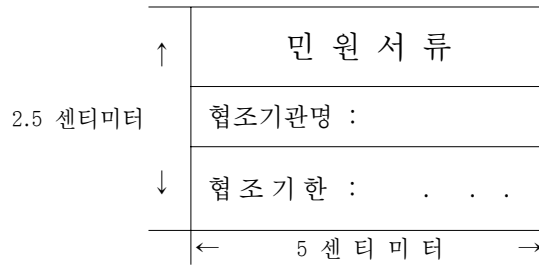 ↑ 민 원 서 류
2.5 센티미터 협조기관명 :
↓ 협 조 기 한 : . . .
← 5 센 티 미 터 →